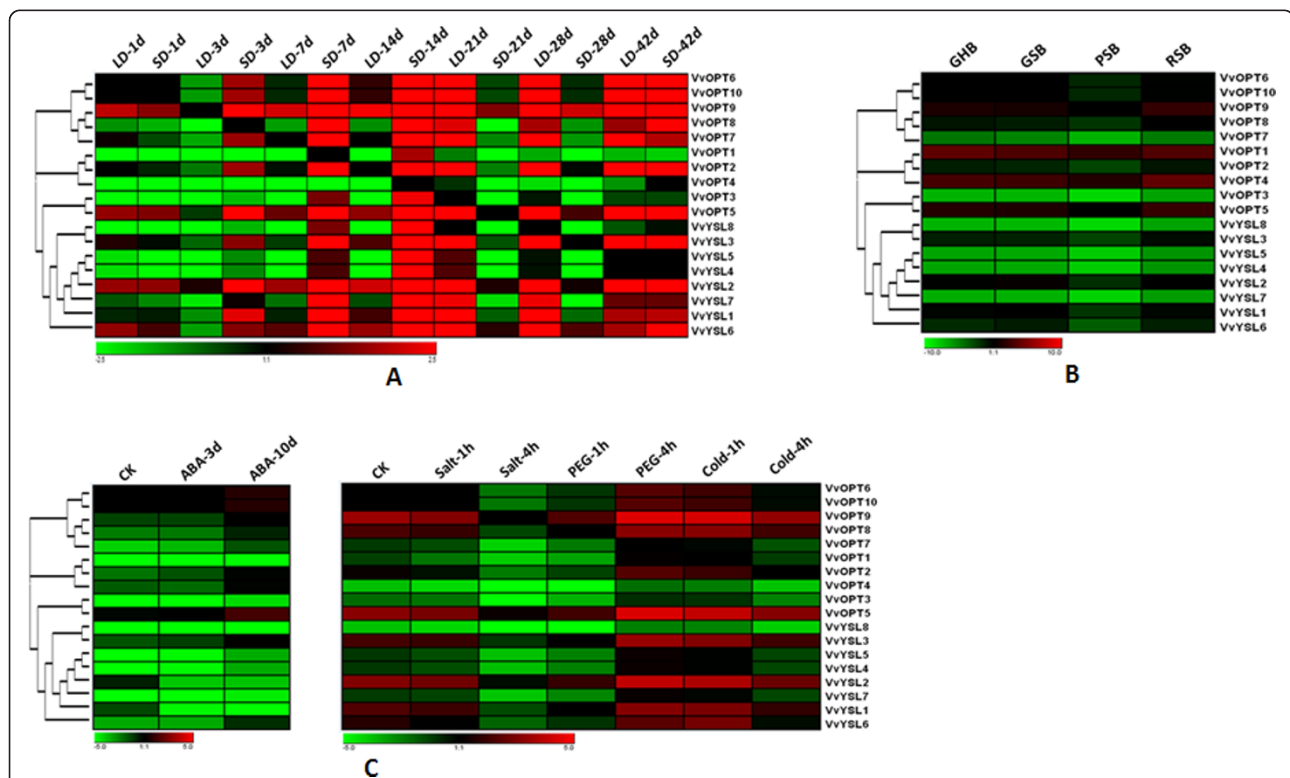 LD-1d SD-1d LD-3d SD-3d LD-7d SD-7d LD-14d SD-14d LD-21d SD-21d LD-28d SD-28d LD-42d SD-42d
VvOPT6
VvOPT10
VvOPT9
VvOPT8
VvOPT7
VvOPT1
VvOPT2
VvOPT4
VvOPT3
VvOPT5
VvYSL8
VvYSL3
VvYSL5
VvYSL4
VvYSL2
VvYSL7
VvYSL1
VvYSL6
1:1
A
GHB GSB PSB RSB
VvOPT6
VvOPT10
VvOPT9
VvOPT8
VvOPT7
VvOPT1
VvOPT2
VvOPT4
VvOPT3
VvOPT5
VvYSL8
VvYSL3
VvYSL5
VvYSL4
VvYSL2
VvYSL7
VvYSL1
VvYSL6
-10.0 1:1 10.0
B
CK ABA-3d ABA-10d
-5.0 1:1 5.0
CK Salt-1h Salt-4h PEG-1h PEG-4h Cold-1h Cold-4h
VvOPT6
VvOPT10
VvOPT9
VvOPT8
VvOPT7
VvOPT1
VvOPT2
VvOPT4
VvOPT3
VvOPT5
VvYSL8
VvYSL3
VvYSL5
VvYSL4
VvYSL2
VvYSL7
VvYSL1
VvYSL6
-5.0 1:1 5.0
C